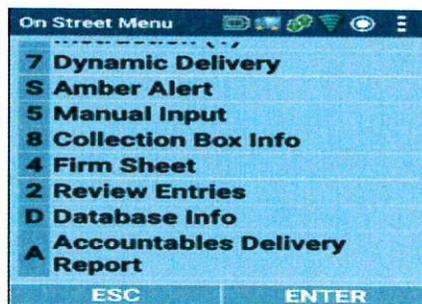 On Street Menu
7 Dynamic Delivery
S Amber Alert
5 Manual Input
8 Collection Box Info
4 Firm Sheet
2 Review Entries
D Database Info
A Accountables Delivery
Report
ESC ENTER